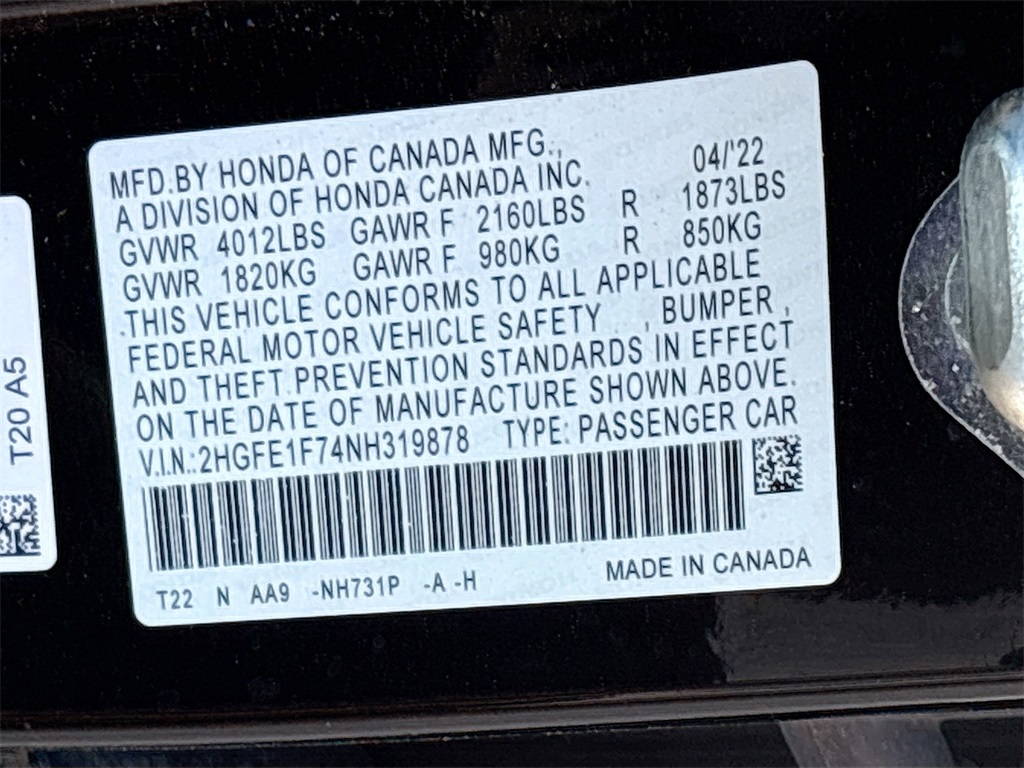 MFD.BY HONDA OF CANADA MFG.,
A DIVISION OF HONDA CANADA INC. 04/'22
GVWR 4012LBS GAWR F 2160LBS R 1873LBS
GVWR 1820KG GAWR F 980KG R 850KG
THIS VEHICLE CONFORMS TO ALL APPLICABLE
FEDERAL MOTOR VEHICLE SAFETY , BUMPER ,
AND THEFT PREVENTION STANDARDS IN EFFECT
ON THE DATE OF MANUFACTURE SHOWN ABOVE.
V.I.N.:2HGFE1F74NH319878 TYPE: PASSENGER CAR
T22 N AA9 -NH731P -A -H MADE IN CANADA
T20 A5